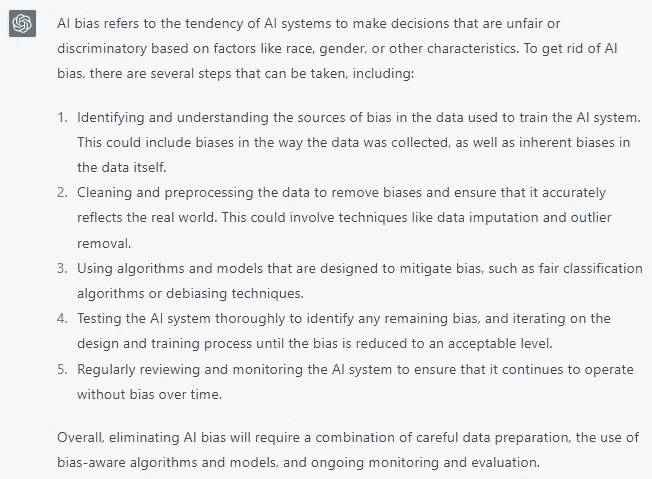 AI bias refers to the tendency of AI systems to make decisions that are unfair or
discriminatory based on factors like race, gender, or other characteristics. To get rid of AI
bias, there are several steps that can be taken, including:
1. Identifying and understanding the sources of bias in the data used to train the AI system.
This could include biases in the way the data was collected, as well as inherent biases in
the data itself.
2. Cleaning and preprocessing the data to remove biases and ensure that it accurately
reflects the real world. This could involve techniques like data imputation and outlier
removal.
3. Using algorithms and models that are designed to mitigate bias, such as fair classification
algorithms or debiasing techniques.
4. Testing the AI system thoroughly to identify any remaining bias, and iterating on the
design and training process until the bias is reduced to an acceptable level.
5. Regularly reviewing and monitoring the AI system to ensure that it continues to operate
without bias over time.
Overall, eliminating AI bias will require a combination of careful data preparation, the use of
bias-aware algorithms and models, and ongoing monitoring and evaluation.